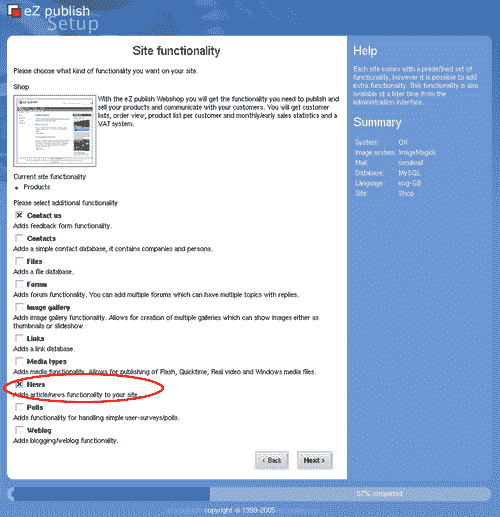 eZ publish
Setup
Site functionality
Please choose what kind of functionality you want on your site.
Shop
With the eZ publish Webshop you will get the functionality you need to publish and
sell your products and communicate with your customers. You will get customer
lists, order view, product list per customer and monthly/early sales statistics and a
VAT system.
Current site functionality
Products
Please select additional functionality
Contact us
Adds feedback form functionality.
Contacts
Adds a simple contact database, it contains companies and persons.
Files
Adds a file database.
Forum
Adds forum functionality. You can add multiple forums which can have multiple topics with replies.
Image gallery
Adds image gallery functionality. Allows for creation of multiple galleries which can show images either as
thumbnails or slideshow.
Links
Adds a link database.
Media types
Adds media functionality. Allows for publishing of Flash, Quicktime, Real video and Windows media files.
News
Adds article/news functionality to your site.
Polls
Adds functionality for handling simple user-surveys/polls.
Weblog
Adds blogging/weblog functionality.
< Back
Next >
Help
Each site comes with a predefined set of
functionality, however it is possible to add
extra functionality. This functionality is also
available at a later time from the
administration interface.
Summary
System: OK
Image system: ImageMagick
Mail: sendmail
Database: MySQL
Language: eng-GB
Site: Shop
57% completed
copyright © 1999-2005